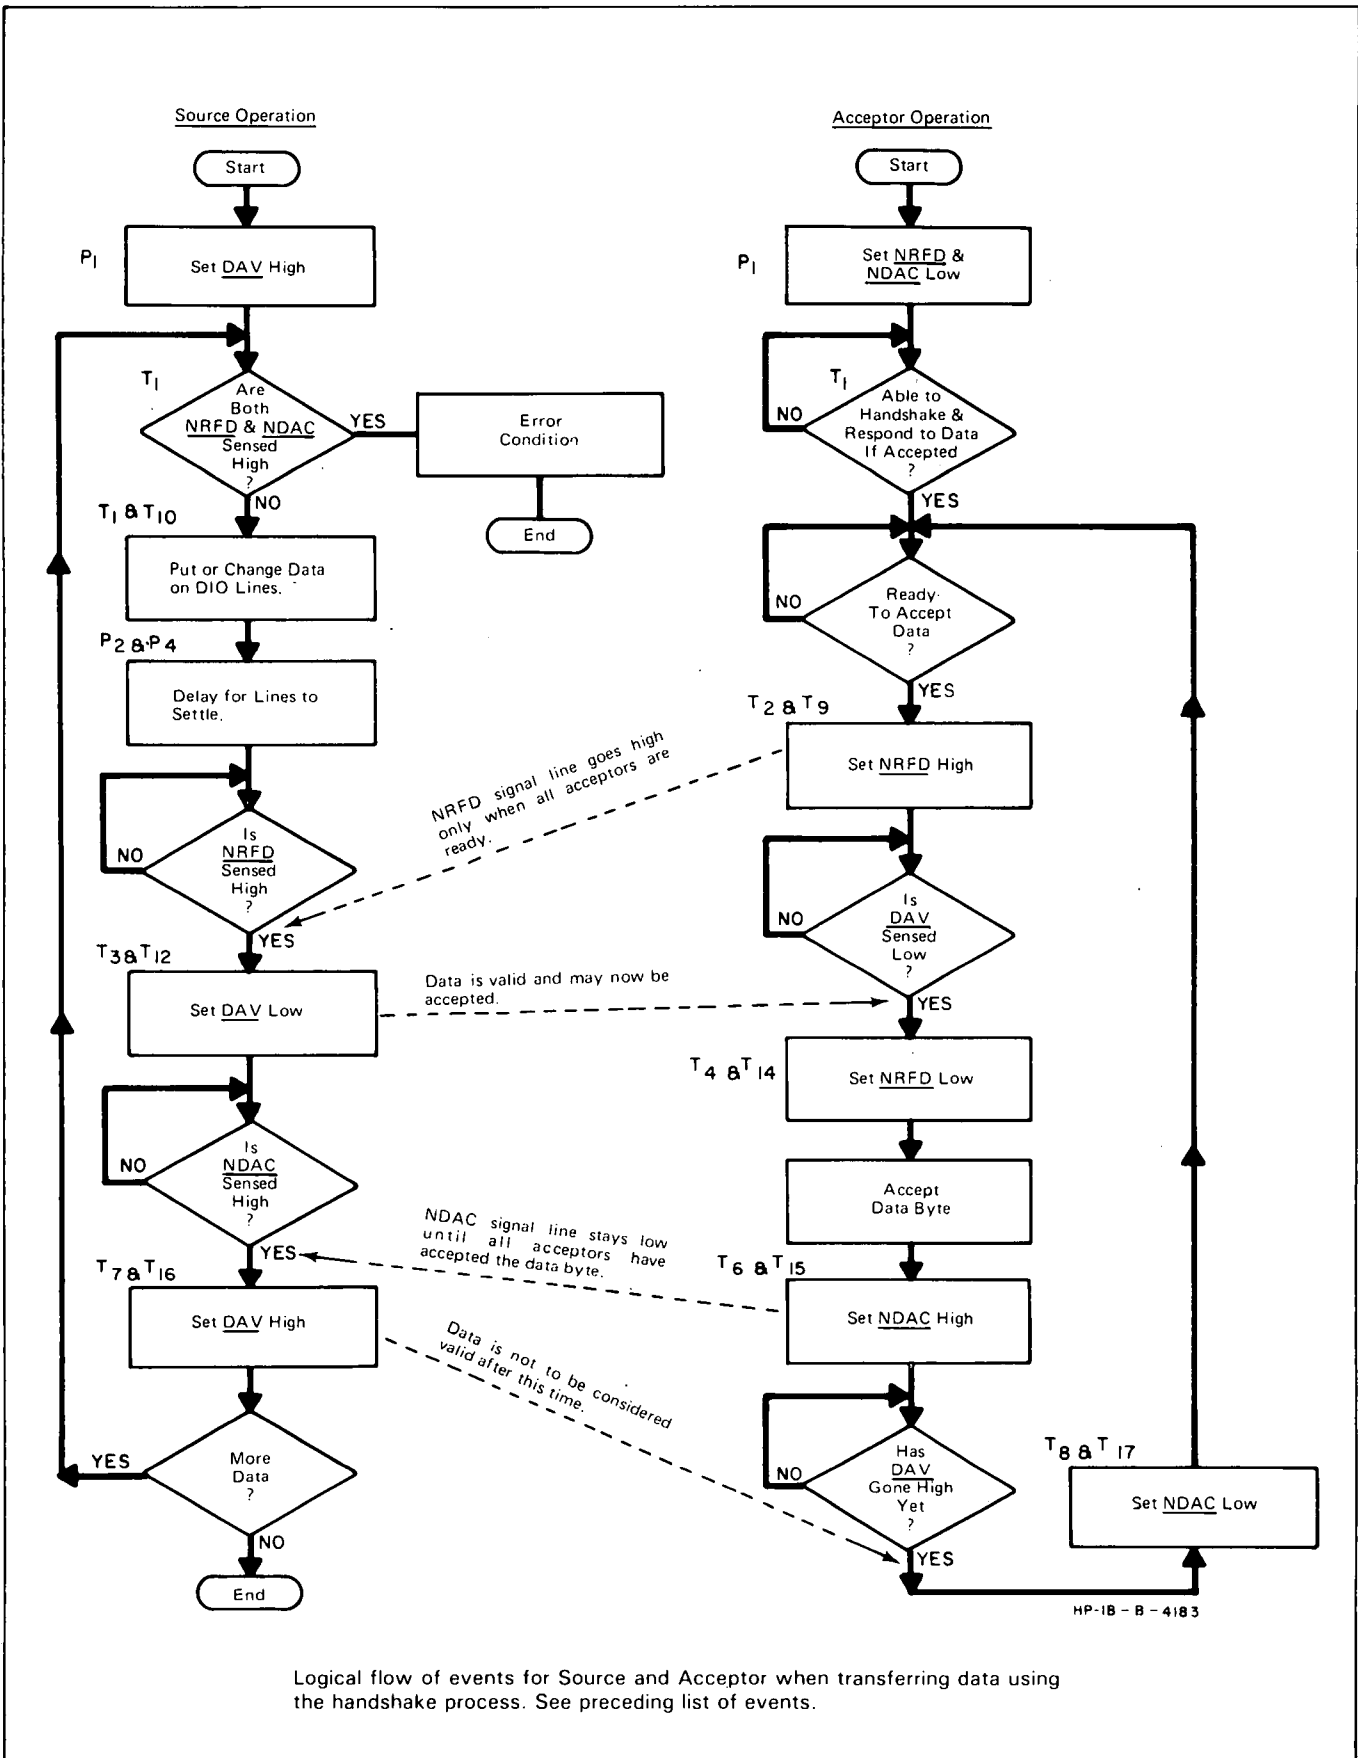 Source Operation
Start
P1
Set DAV High
T1
Are
Both
NRFD & NDAC
Sensed
High
?
YES
Error
Condition
End
NO
T1 & T10
Put or Change Data
on DIO Lines.
P2 & P4
Delay for Lines to
Settle.
NO
Is
NRFD
Sensed
High
?
YES
T3 & T12
Set DAV Low
NO
Is
NDAC
Sensed
High
?
YES
T7 & T16
Set DAV High
YES
More
Data
?
NO
End
NRFD signal line goes high
only when all acceptors are
ready.
Data is valid and may now be
accepted.
NDAC signal line stays low
until all acceptors have
accepted the data byte.
Data is not to be considered
valid after this time.
Acceptor Operation
Start
P1
Set NRFD &
NDAC Low
T1
NO
Able to
Handshake &
Respond to Data
If Accepted
?
YES
NO
Ready
To Accept
Data
?
YES
T2 & T9
Set NRFD High
NO
Is
DAV
Sensed
Low
?
YES
T4 & T14
Set NRFD Low
Accept
Data Byte
T6 & T15
Set NDAC High
NO
Has
DAV
Gone High
Yet
?
YES
T8 & T17
Set NDAC Low
HP-IB - B - 4183
Logical flow of events for Source and Acceptor when transferring data using
the handshake process. See preceding list of events.